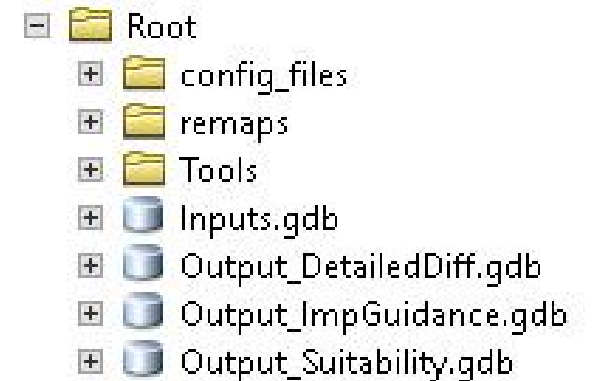 Root
config_files
remaps
Tools
Inputs.gdb
Output_DetailedDiff.gdb
Output_ImpGuidance.gdb
Output_Suitability.gdb